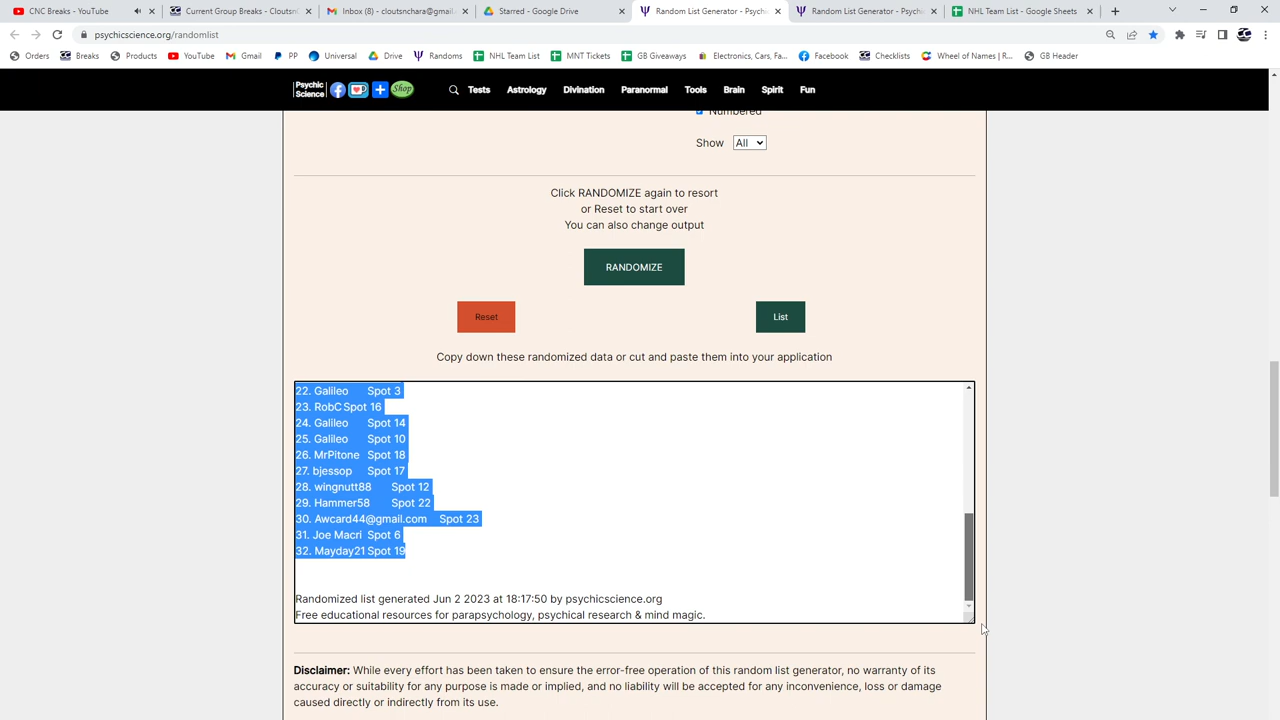 CNC Breaks - YouTube
Current Group Breaks - CloutsnC
Inbox (8) - cloutsnchara@gmail
Starred - Google Drive
Random List Generator - Psychic
Random List Generator - Psychic
NHL Team List - Google Sheets
psychicscience.org/randomlist
Orders Breaks Products YouTube Gmail PP Universal Drive Randoms NHL Team List MNT Tickets GB Giveaways Electronics, Cars, Fa... Facebook Checklists Wheel of Names | R... GB Header
Psychic
Science
Shop
Tests Astrology Divination Paranormal Tools Brain Spirit Fun
Numbered
Show All
Click RANDOMIZE again to resort
or Reset to start over
You can also change output
RANDOMIZE
Reset List
Copy down these randomized data or cut and paste them into your application
22. Galileo Spot 3
23. RobC Spot 16
24. Galileo Spot 14
25. Galileo Spot 10
26. MrPitone Spot 18
27. bjessop Spot 17
28. wingnutt88 Spot 12
29. Hammer58 Spot 22
30. Awcard44@gmail.com Spot 23
31. Joe Macri Spot 6
32. Mayday21 Spot 19
Randomized list generated Jun 2 2023 at 18:17:50 by psychicscience.org
Free educational resources for parapsychology, psychical research & mind magic.
Disclaimer: While every effort has been taken to ensure the error-free operation of this random list generator, no warranty of its
accuracy or suitability for any purpose is made or implied, and no liability will be accepted for any inconvenience, loss or damage
caused directly or indirectly from its use.